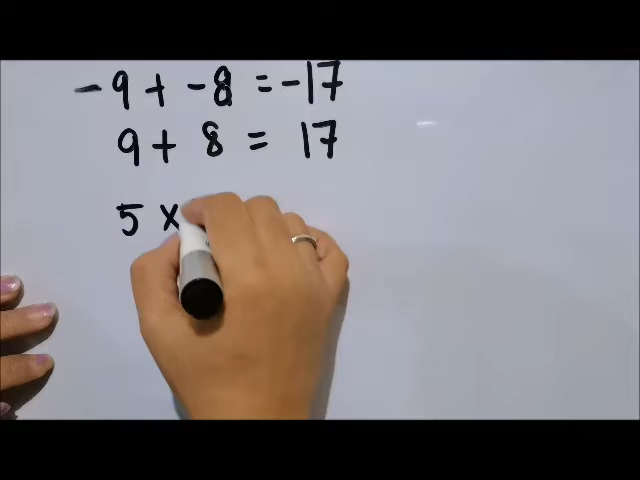 -9 + -8 = -17
9 + 8 = 17
5 x